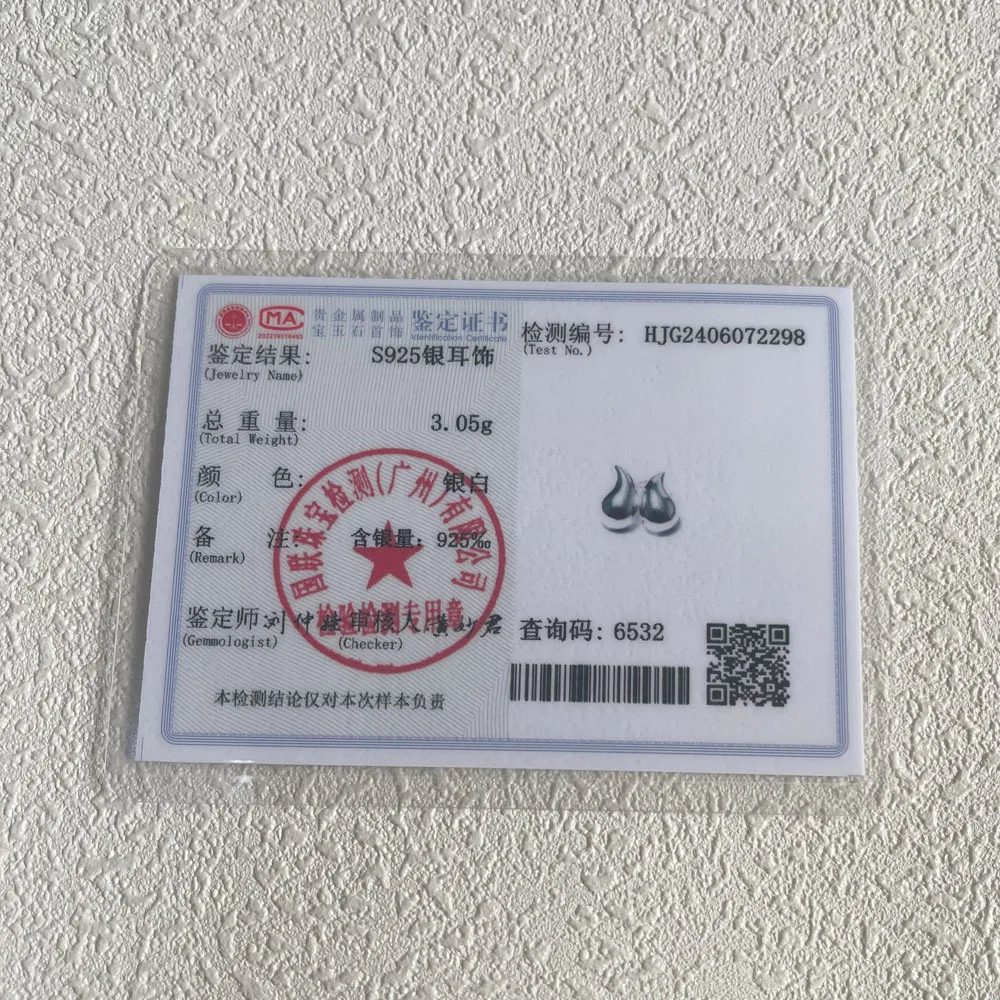 MA
贵金属制品
宝玉石首饰
鉴定证书
Identification Certificate
鉴定结果: S925银耳饰
(Jewelry Name)
总重量: 3.05g
(Total Weight)
颜色: 银白
(Color)
备注: 含银量: 925‰
(Remark)
鉴定师: 审核人
(Gemmologist) (Checker)
本检测结论仅对本次样本负责
国联珠宝检测(广州)有限公司
检验检测专用章
检测编号: HJG2406072298
(Test No.)
查询码: 6532